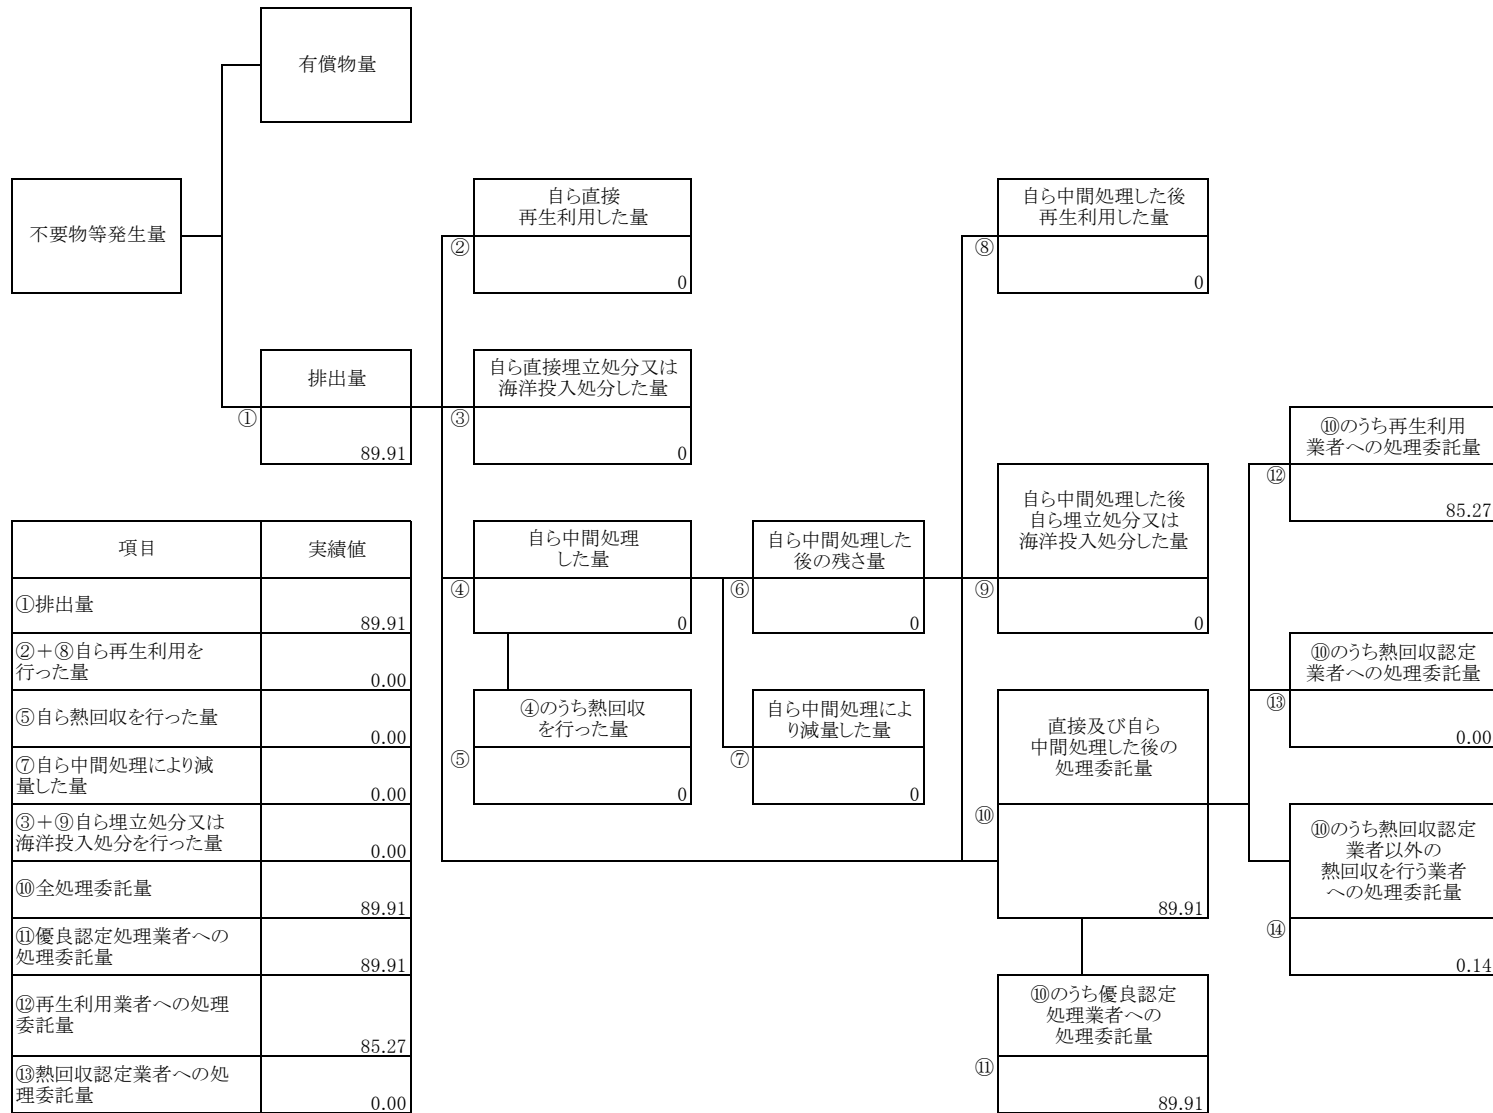 有償物量
不要物等発生量
自ら直接
再生利用した量
②
0
自ら中間処理した後
再生利用した量
⑧
0
排出量
①
89.91
自ら直接埋立処分又は
海洋投入処分した量
③
0
⑩のうち再生利用
業者への処理委託量
⑫
85.27
自ら中間処理
した量
④
0
自ら中間処理した
後の残さ量
⑥
0
自ら中間処理した後
自ら埋立処分又は
海洋投入処分した量
⑨
0
⑩のうち熱回収認定
業者への処理委託量
⑬
0.00
④のうち熱回収
を行った量
⑤
0
自ら中間処理によ
り減量した量
⑦
0
直接及び自ら
中間処理した後の
処理委託量
⑩
89.91
⑩のうち熱回収認定
業者以外の
熱回収を行う業者
への処理委託量
⑭
0.14
⑩のうち優良認定
処理業者への
処理委託量
⑪
89.91
項目 実績値
①排出量
89.91
②+⑧自ら再生利用を
行った量
0.00
⑤自ら熱回収を行った量
0.00
⑦自ら中間処理により減
量した量
0.00
③+⑨自ら埋立処分又は
海洋投入処分を行った量
0.00
⑩全処理委託量
89.91
⑪優良認定処理業者への
処理委託量
89.91
⑫再生利用業者への処理
委託量
85.27
⑬熱回収認定業者への処
理委託量
0.00